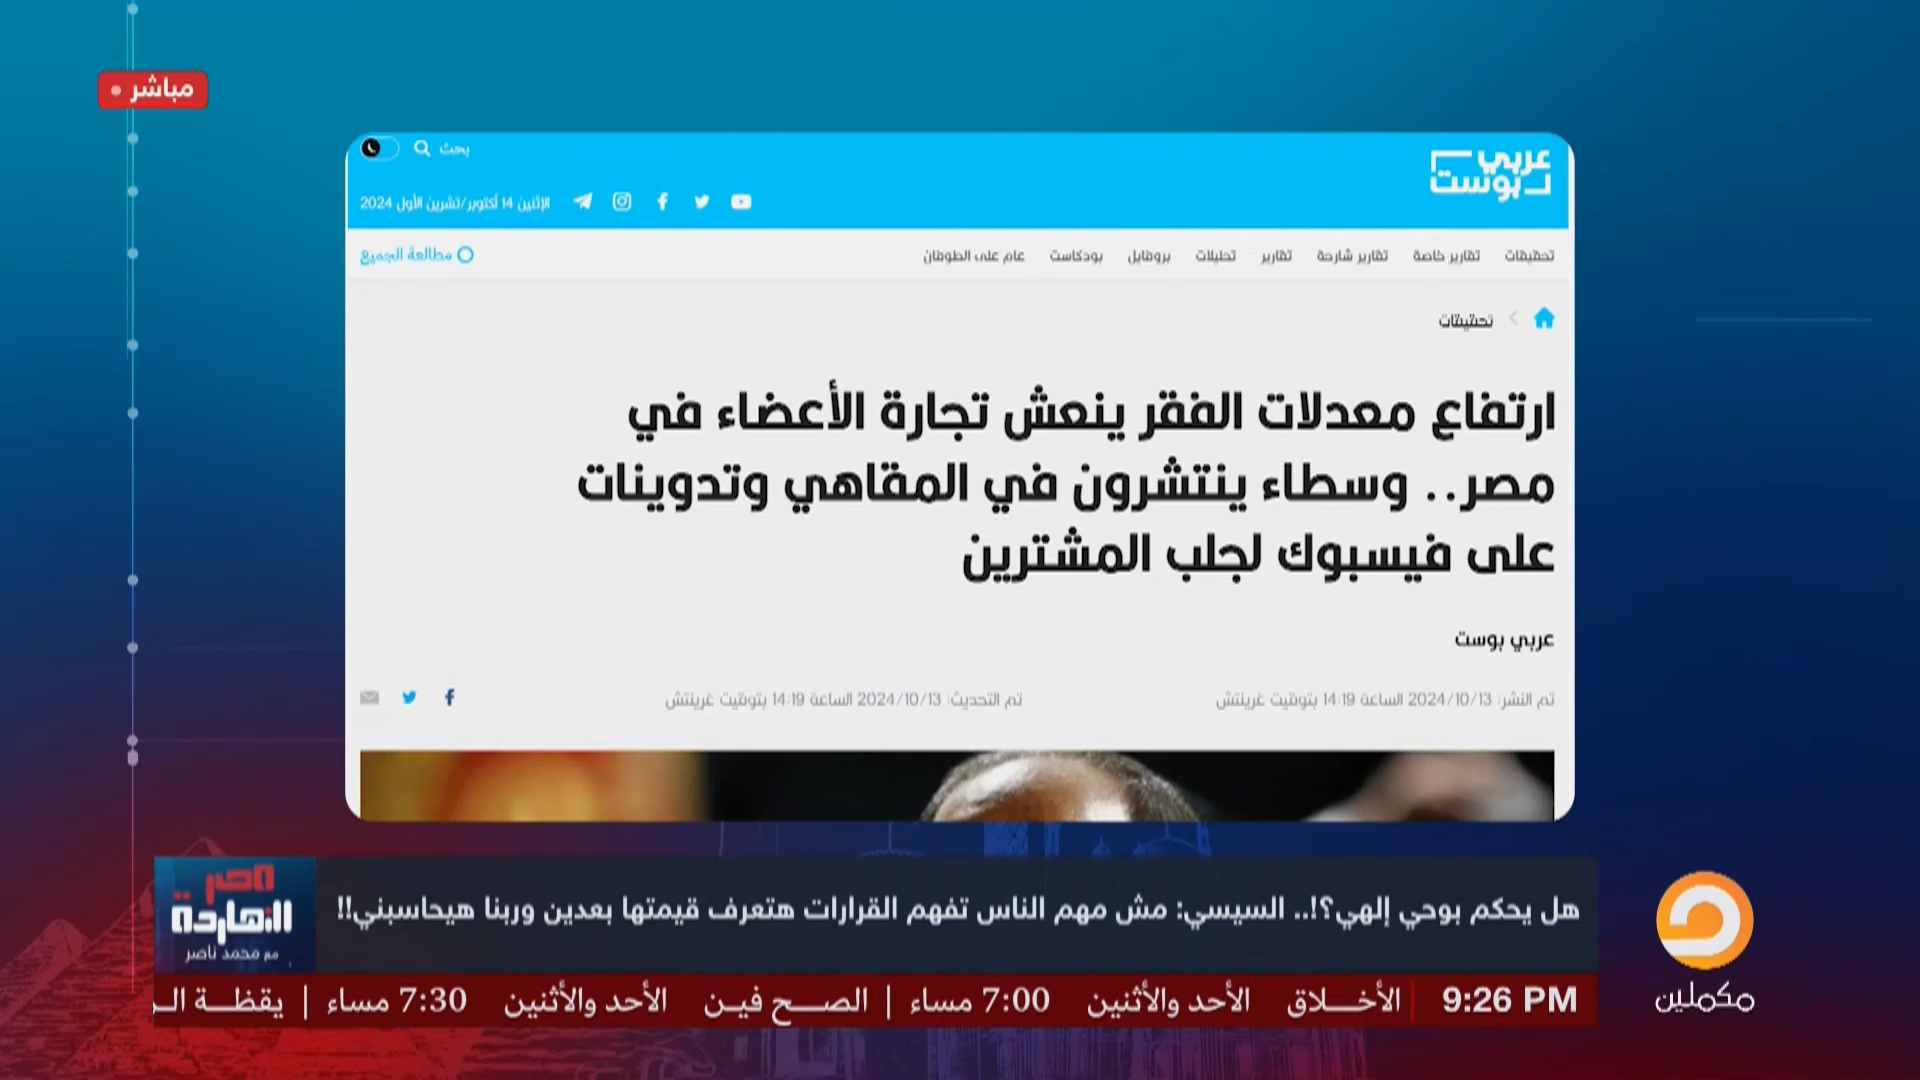 مباشر
بحث
عربي
بوست
الإثنين 14 أكتوبر/تشرين الأول 2024
تحقيقات تقارير خاصة تقارير شارحة تقارير تحليلات بروفايل بودكاست عام على الطوفان
مطالعة الجميع
تحقيقات
ارتفاع معدلات الفقر ينعش تجارة الأعضاء في
مصر.. وسطاء ينتشرون في المقاهي وتدوينات
على فيسبوك لجلب المشترين
عربي بوست
تم النشر: 2024/10/13 الساعة 14:19 بتوقيت غرينتش
تم التحديث: 2024/10/13 الساعة 14:19 بتوقيت غرينتش
هل يحكم بوحي إلهي؟!.. السيسي: مش مهم الناس تفهم القرارات هتعرف قيمتها بعدين وربنا هيحاسبني!!
مصر
النهاردة
مع محمد ناصر
9:26 PM
الأخـــلاق الأحد والأثنين 7:00 مساء | الصــح فيــن الأحد والأثنين 7:30 مساء | يقظــة الـ
مكملين